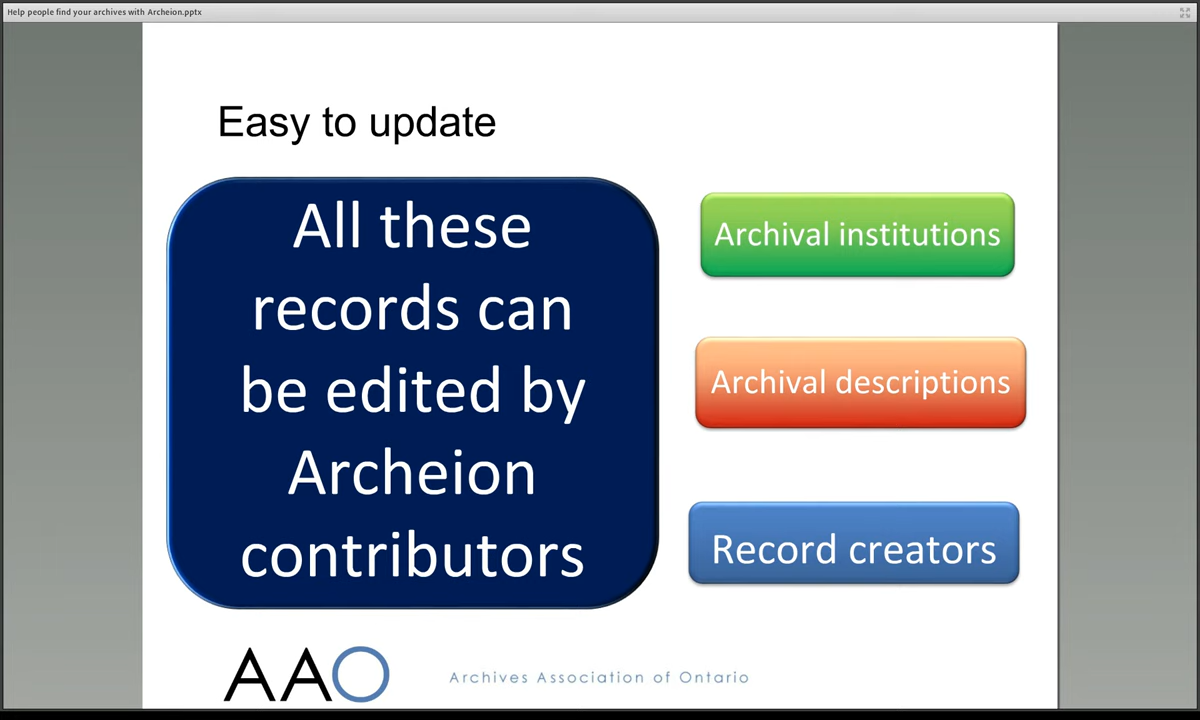 Help people find your archives with Archeion.pptx
Easy to update
All these
records can
be edited by
Archeion
contributors
Archival institutions
Archival descriptions
Record creators
AAO
Archives Association of Ontario